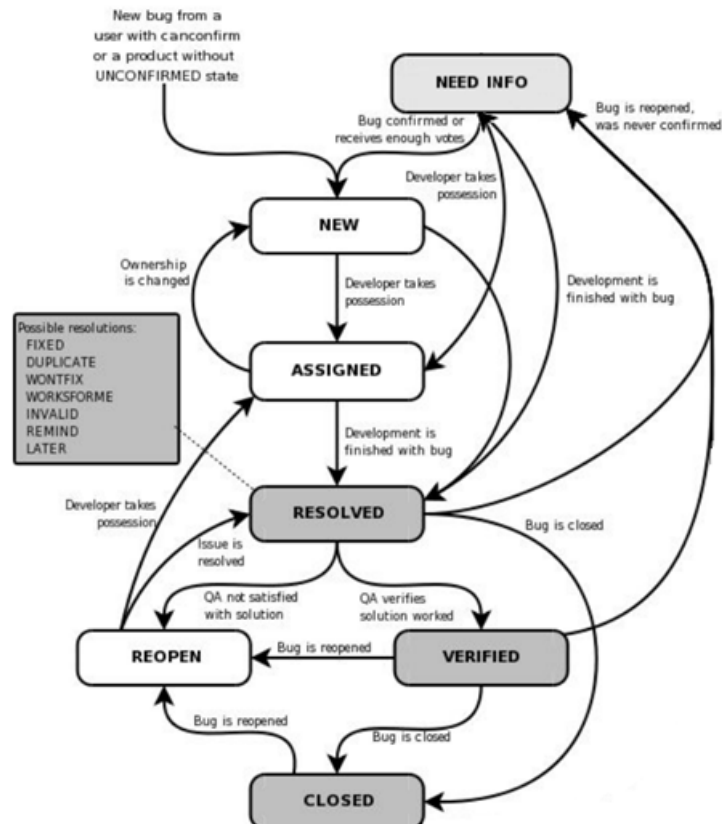 New bug from a
user with canconfirm
or a product without
UNCONFIRMED state
NEED INFO
Bug is reopened,
was never confirmed
Bug confirmed or
receives enough votes
Developer takes
possession
NEW
Ownership
is changed
Developer takes
possession
Development is
finished with bug
Possible resolutions:
FIXED
DUPLICATE
WONTFIX
WORKSFORME
INVALID
REMIND
LATER
ASSIGNED
Development is
finished with bug
Developer takes
possession
RESOLVED
Bug is closed
Issue is
resolved
QA not satisfied
with solution
QA verifies
solution worked
REOPEN
Bug is reopened
VERIFIED
Bug is reopened
Bug is closed
CLOSED